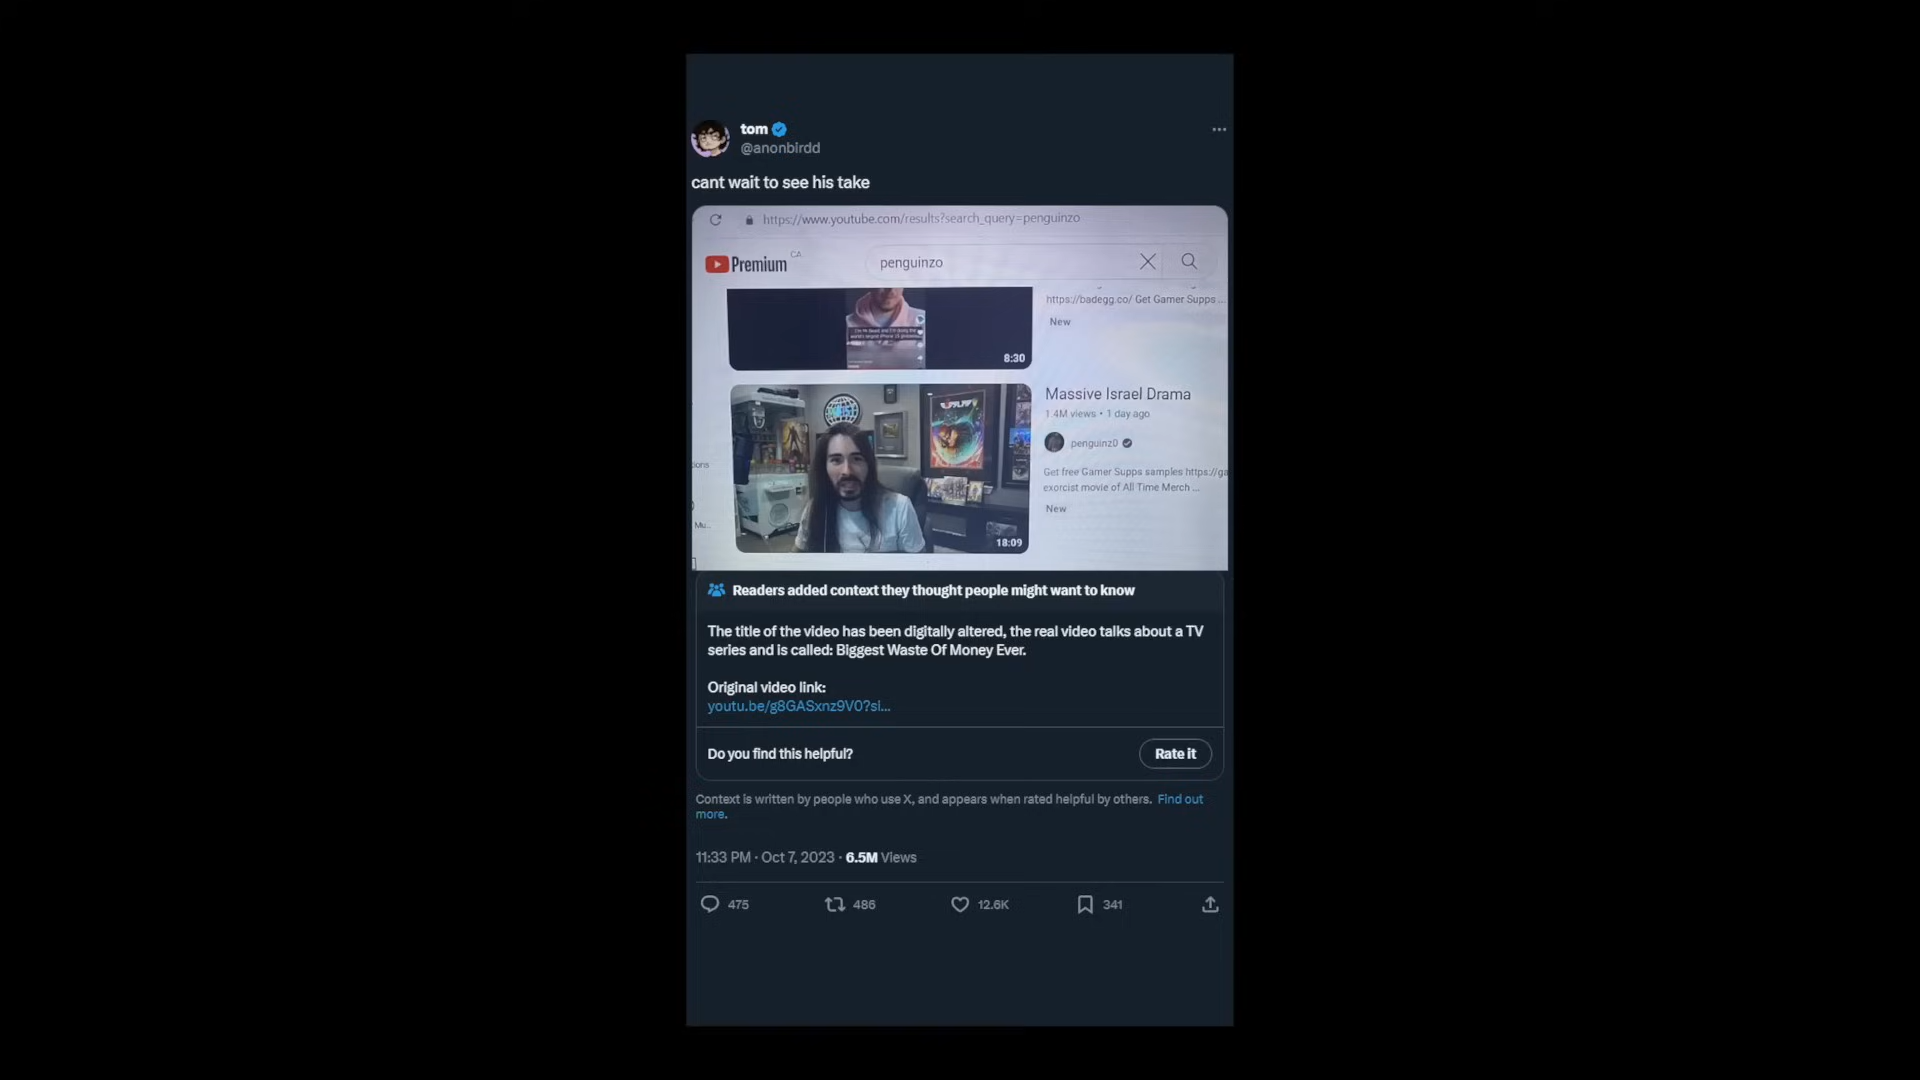 tom
@anonbirdd
cant wait to see his take
https://www.youtube.com/results?search_query=penguinzo
Premium CA
penguinzo
https://badegg.co/ Get Gamer Supps ...
New
8:30
Massive Israel Drama
1.4M views • 1 day ago
penguinz0
Get free Gamer Supps samples https://ga
exorcist movie of All Time Merch ...
New
18:09
ions
Mu...
Readers added context they thought people might want to know
The title of the video has been digitally altered, the real video talks about a TV
series and is called: Biggest Waste Of Money Ever.
Original video link:
youtu.be/g8GASxnz9V0?si...
Do you find this helpful?
Rate it
Context is written by people who use X, and appears when rated helpful by others. Find out
more.
11:33 PM · Oct 7, 2023 · 6.5M Views
475
486
12.6K
341